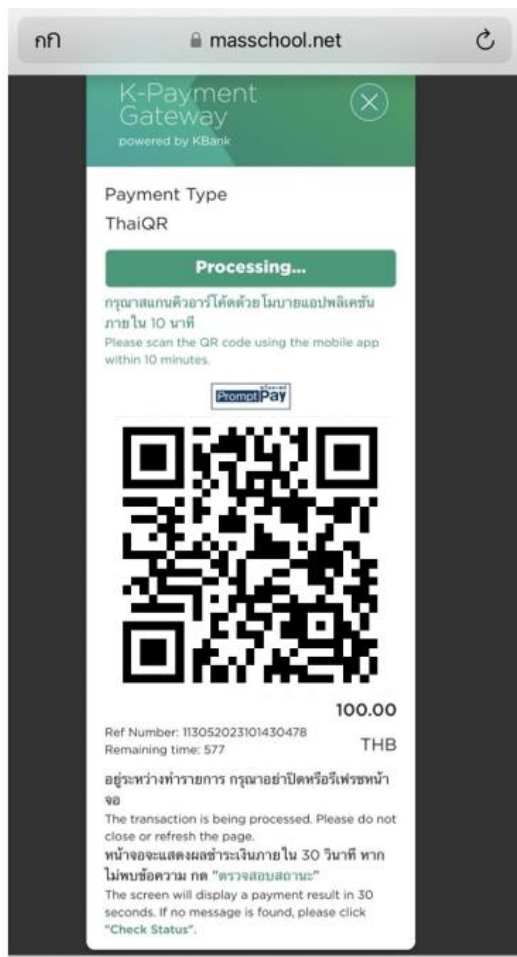 กกา
masschool.net
K-Payment
Gateway
powered by KBank
Payment Type
ThaiQR
Processing...
กรุณาสแกนคิวอาร์โค้ดด้วยโมบายแอปพลิเคชัน
ภายใน 10 นาที
Please scan the QR code using the mobile app
within 10 minutes.
พร้อมเพย์
PromptPay
100.00
Ref Number: 113052023101430478
THB
Remaining time: 577
อยู่ระหว่างทำรายการ กรุณาอย่าปิดหรือรีเฟรชหน้า
จอ
The transaction is being processed. Please do not
close or refresh the page.
หน้าจอจะแสดงผลชำระเงินภายใน 30 วินาที หาก
ไม่พบข้อความ กด "ตรวจสอบสถานะ"
The screen will display a payment result in 30
seconds. If no message is found, please click
"Check Status".